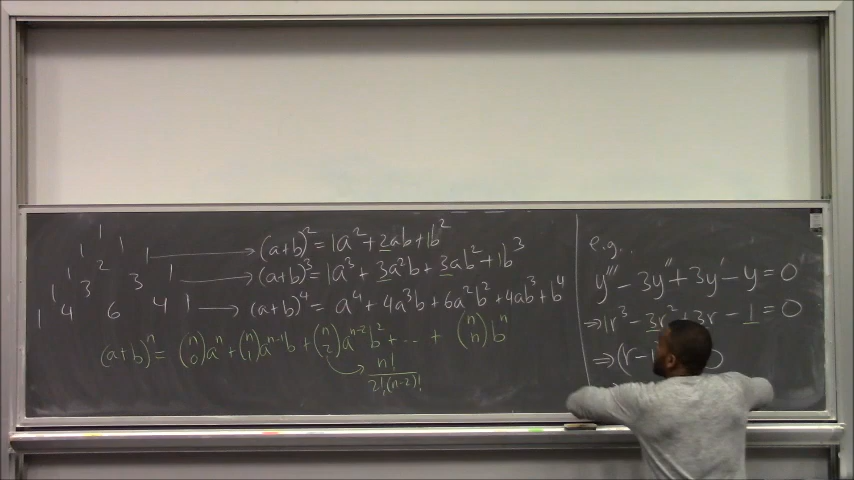 1
1 1
1 2 1
1 3 3 1
1 4 6 4 1
(a+b)² = 1a² + 2ab + 1b²
(a+b)³ = 1a³ + 3a²b + 3ab² + 1b³
(a+b)⁴ = a⁴ + 4a³b + 6a²b² + 4ab³ + b⁴
(a+b)ⁿ = (n 0)aⁿ + (n 1)aⁿ⁻¹b + (n 2)aⁿ⁻²b² + ... + (n n)bⁿ
n!
2!(n-2)!
e.g.
y''' - 3y'' + 3y' - y = 0
⇒ 1r³ - 3r² + 3r - 1 = 0
⇒ (r-